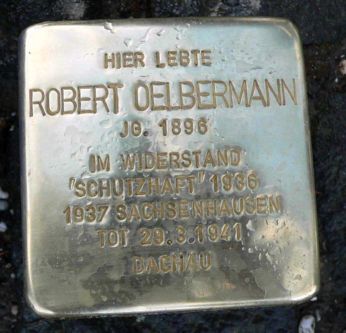 HIER LEBTE
ROBERT OELBERMANN
JG. 1896
IM WIDERSTAND
"SCHUTZHAFT" 1936
1937 SACHSENHAUSEN
TOT 29.3.1941
DACHAU